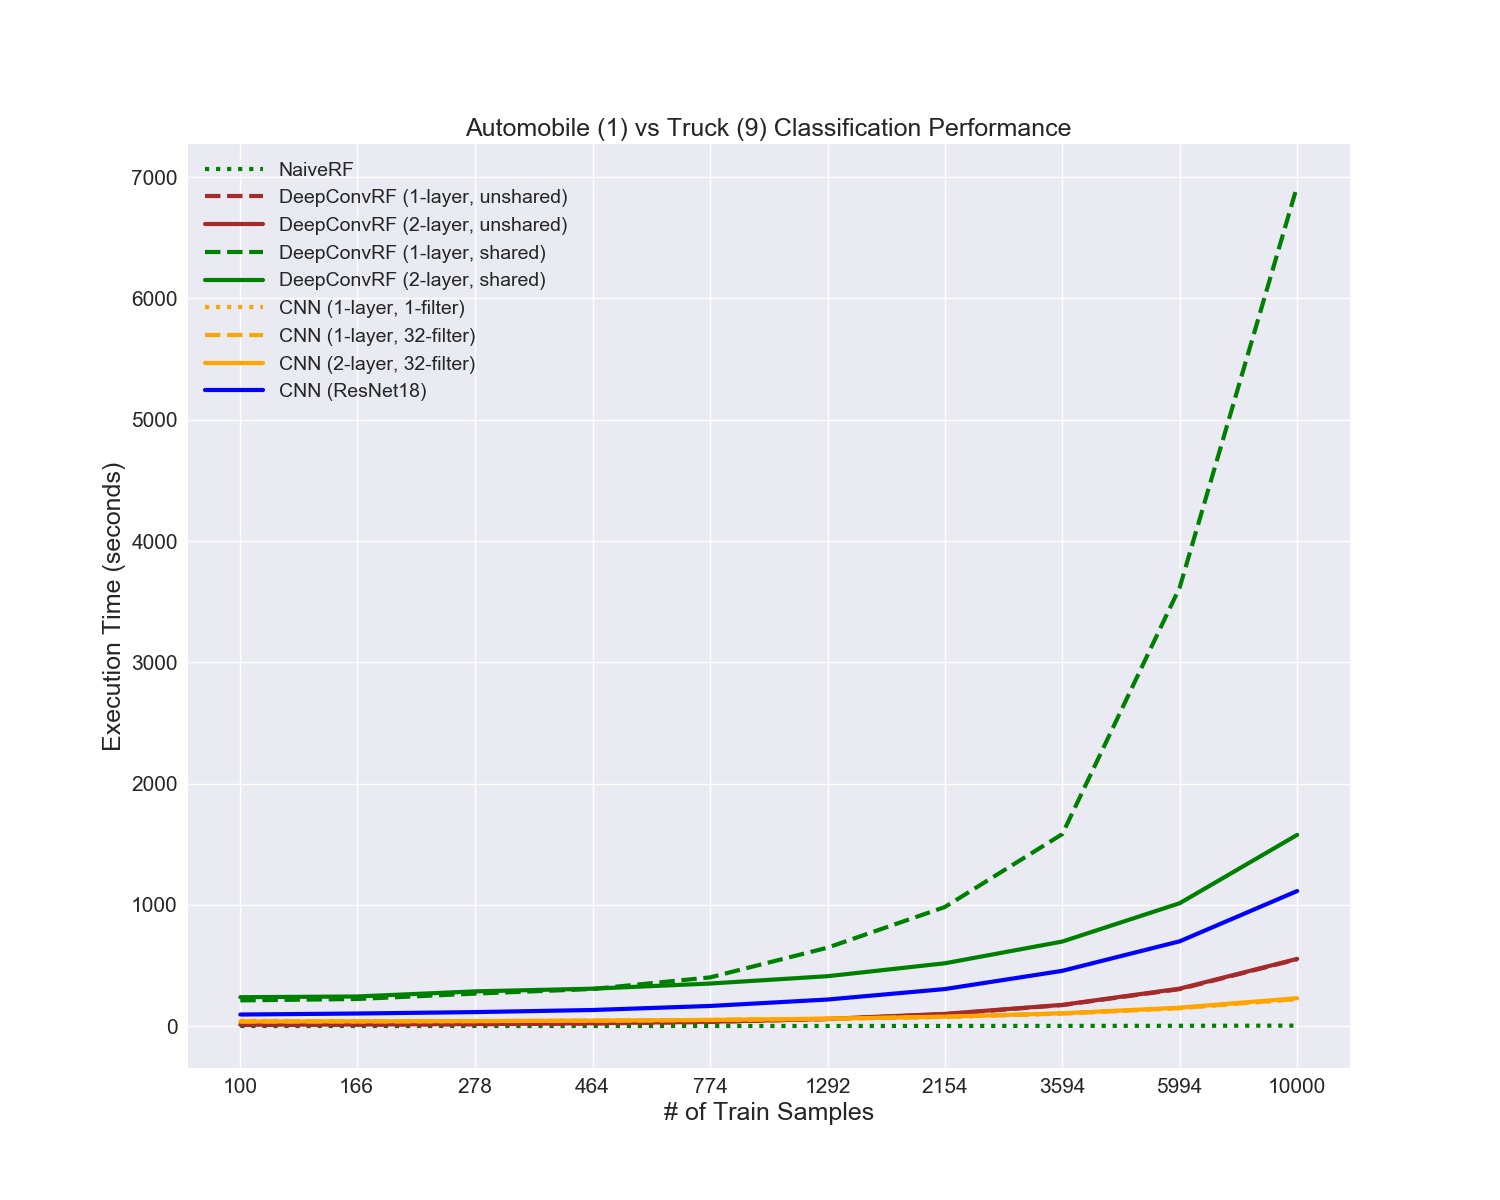 Automobile (1) vs Truck (9) Classification Performance
NaiveRF
DeepConvRF (1-layer, unshared)
DeepConvRF (2-layer, unshared)
DeepConvRF (1-layer, shared)
DeepConvRF (2-layer, shared)
CNN (1-layer, 1-filter)
CNN (1-layer, 32-filter)
CNN (2-layer, 32-filter)
CNN (ResNet18)
7000
6000
5000
4000
3000
2000
1000
0
Execution Time (seconds)
100 166 278 464 774 1292 2154 3594 5994 10000
# of Train Samples